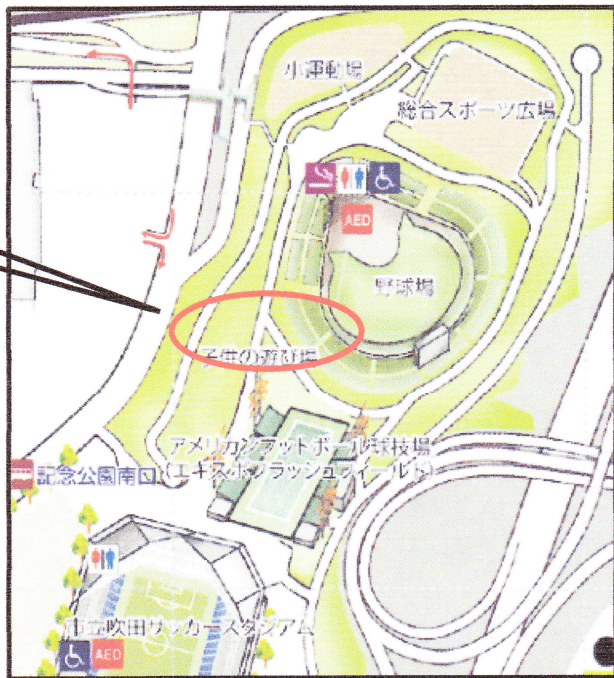 小運動場
総合スポーツ広場
AED
野球場
子供の遊び場
アメリカンフットボール球技場
(エキスポフラッシュフィールド)
記念公園南口
市立吹田サッカースタジアム
AED